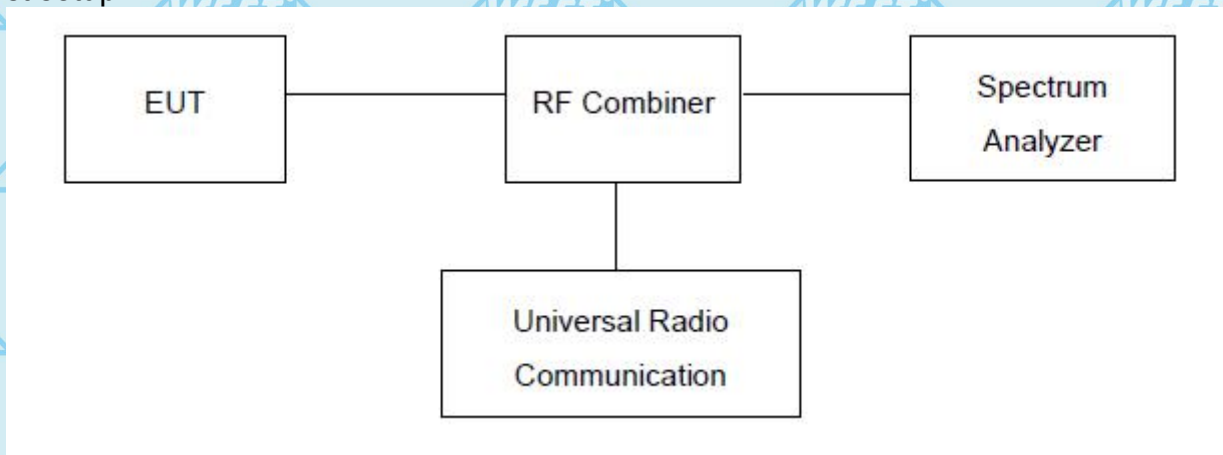 EUT
RF Combiner
Spectrum
Analyzer
Universal Radio
Communication